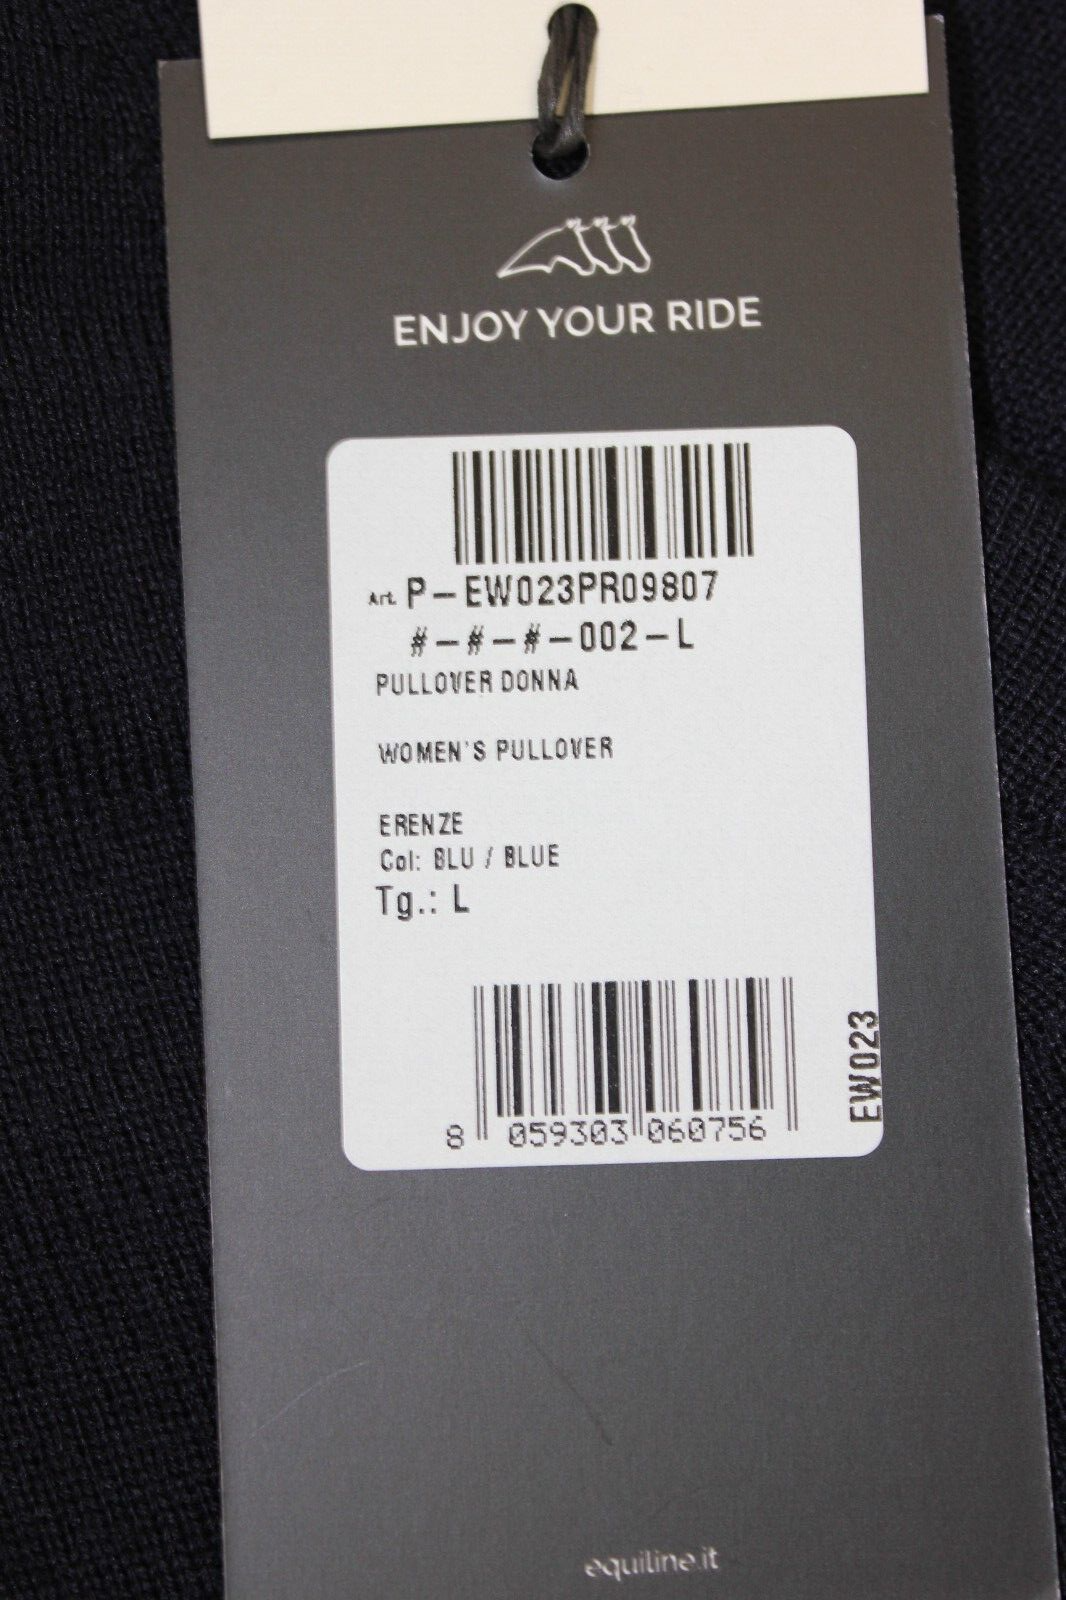 ENJOY YOUR RIDE
Art. P-EW023PR09807
#-#-#-002-L
PULLOVER DONNA
WOMEN'S PULLOVER
ERENZE
Col: BLU / BLUE
Tg.: L
8 059303 060756
EW023
equiline.it